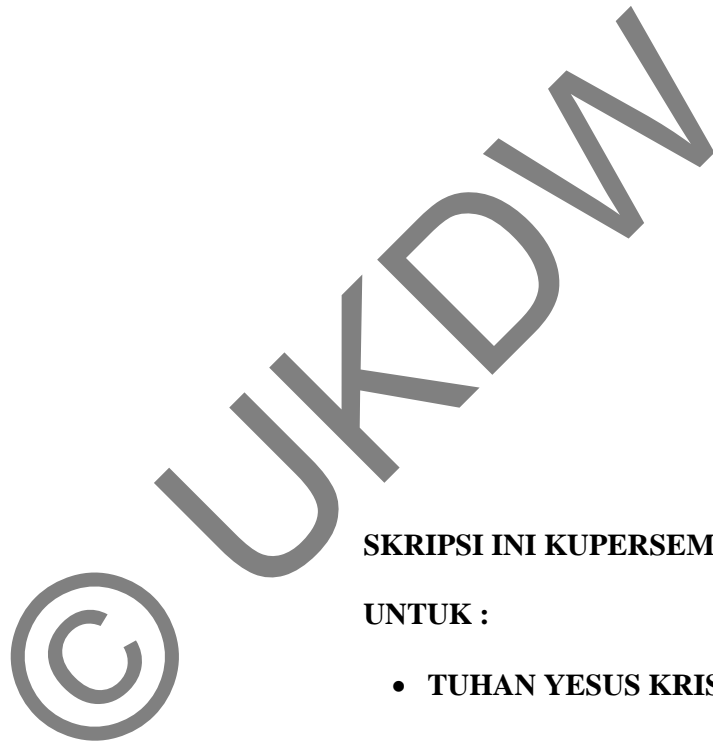 © UKDW
SKRIPSI INI KUPERSEM
UNTUK :
• TUHAN YESUS KRIS